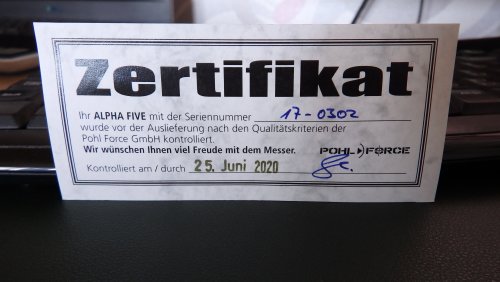 Zertifikat
Ihr ALPHA FIVE mit der Seriennummer 17-0302
wurde vor der Auslieferung nach den Qualitätskriterien der
Pohl Force GmbH kontrolliert.
Wir wünschen Ihnen viel Freude mit dem Messer. POHL FORCE
Kontrolliert am / durch 25. Juni 2020